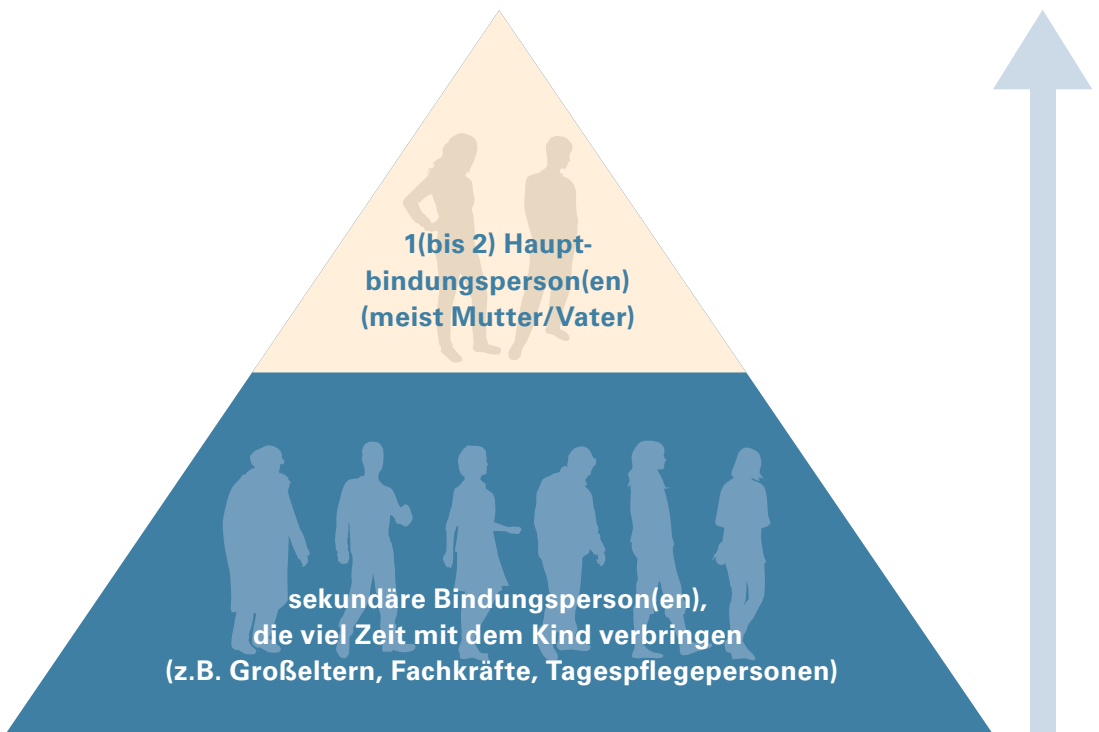 1(bis 2) Haupt-
bindungsperson(en)
(meist Mutter/Vater)
sekundäre Bindungsperson(en),
die viel Zeit mit dem Kind verbringen
(z.B. Großeltern, Fachkräfte, Tagespflegepersonen)